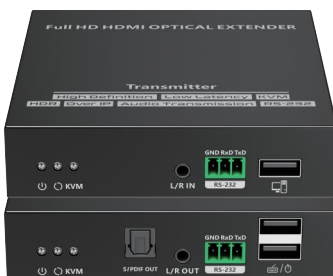 Full HD HDMI OPTICAL EXTENDER
Transmitter
High Definition Low Latency KVM
HDR Over IP Audio Transmission RS-232
GND RxD TxD
KVM L/R IN RS-232
GND RxD TxD
KVM S/PDIF OUT L/R OUT RS-232